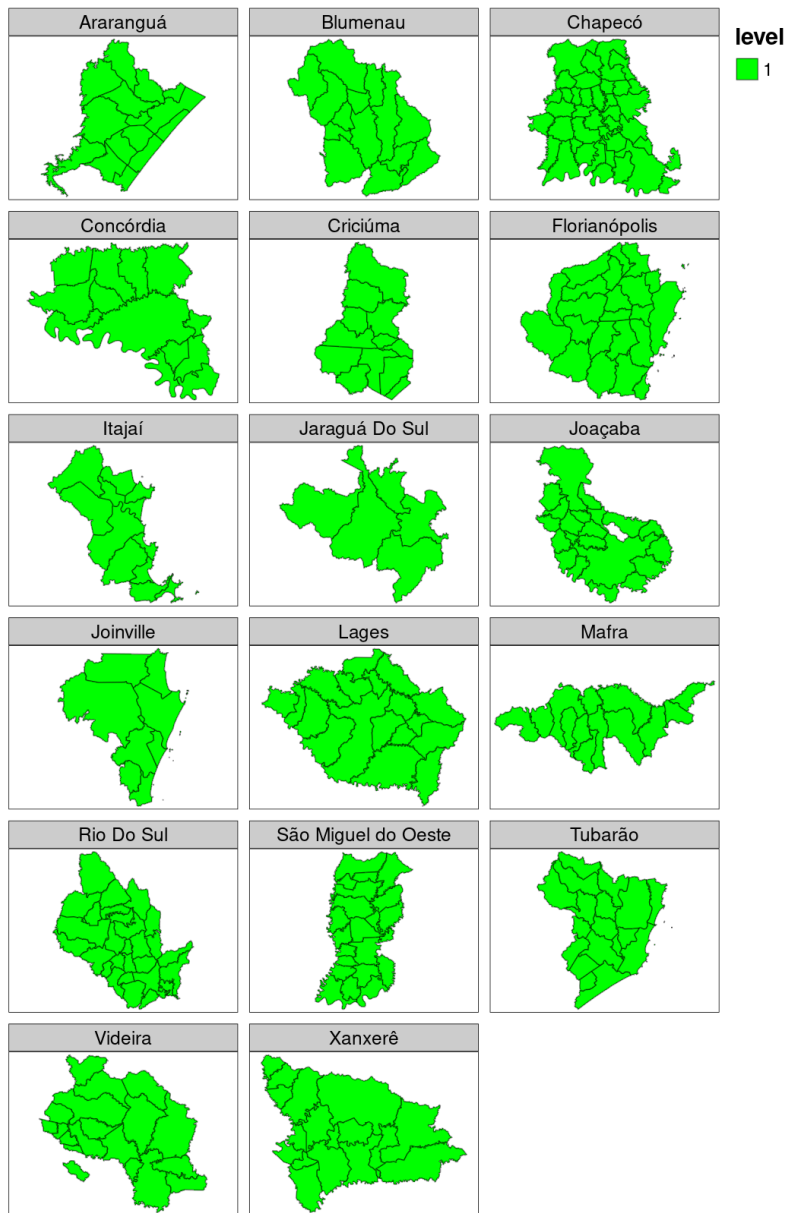 Araranguá
Blumenau
Chapecó
level
1
Concórdia
Criciúma
Florianópolis
Itajaí
Jaraguá Do Sul
Joaçaba
Joinville
Lages
Mafra
Rio Do Sul
São Miguel do Oeste
Tubarão
Videira
Xanxerê